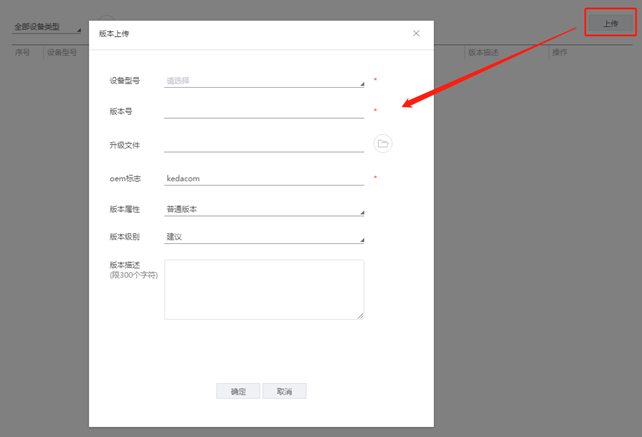 全部设备类型
上传
序号 设备型号 版本描述 操作
版本上传
设备型号 请选择 *
版本号 *
升级文件
oem标志 kedacom *
版本属性 普通版本
版本级别 建议
版本描述
(限300个字符)
确定 取消